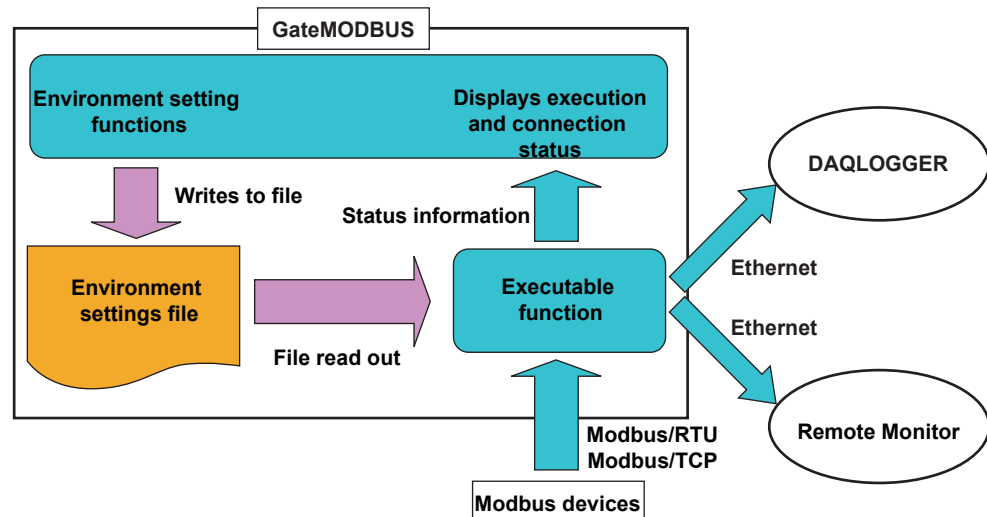 GateMODBUS
Environment setting
functions
Displays execution
and connection
status
DAQLOGGER
Writes to file
Status information
Ethernet
Environment
settings file
Executable
function
Ethernet
File read out
Remote Monitor
Modbus/RTU
Modbus/TCP
Modbus devices